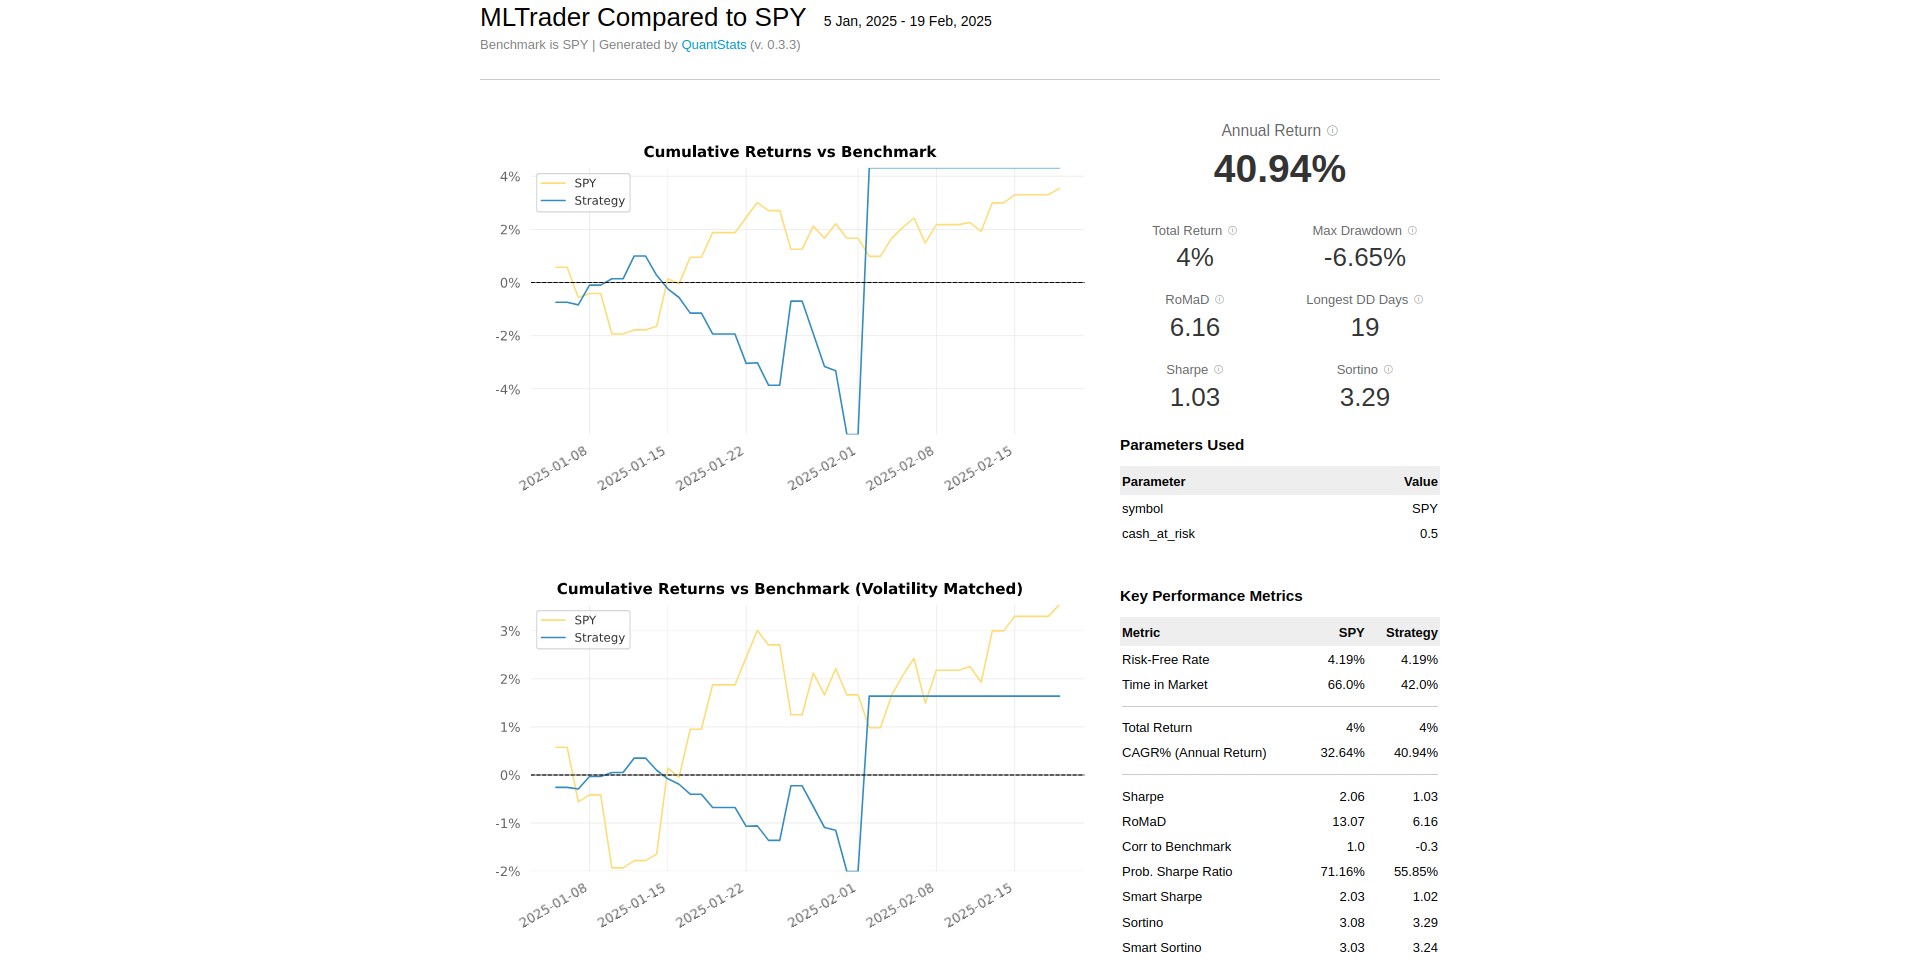 MLTrader Compared to SPY 5 Jan, 2025 - 19 Feb, 2025
Benchmark is SPY | Generated by QuantStats (v. 0.3.3)
Cumulative Returns vs Benchmark
SPY
Strategy
4%
2%
0%
-2%
-4%
2025-01-08
2025-01-15
2025-01-22
2025-02-01
2025-02-08
2025-02-15
Cumulative Returns vs Benchmark (Volatility Matched)
SPY
Strategy
3%
2%
1%
0%
-1%
-2%
2025-01-08
2025-01-15
2025-01-22
2025-02-01
2025-02-08
2025-02-15
Annual Return
40.94%
Total Return Max Drawdown
4% -6.65%
RoMaD Longest DD Days
6.16 19
Sharpe Sortino
1.03 3.29
Parameters Used
Parameter Value
symbol SPY
cash_at_risk 0.5
Key Performance Metrics
Metric SPY Strategy
Risk-Free Rate 4.19% 4.19%
Time in Market 66.0% 42.0%
Total Return 4% 4%
CAGR% (Annual Return) 32.64% 40.94%
Sharpe 2.06 1.03
RoMaD 13.07 6.16
Corr to Benchmark 1.0 -0.3
Prob. Sharpe Ratio 71.16% 55.85%
Smart Sharpe 2.03 1.02
Sortino 3.08 3.29
Smart Sortino 3.03 3.24